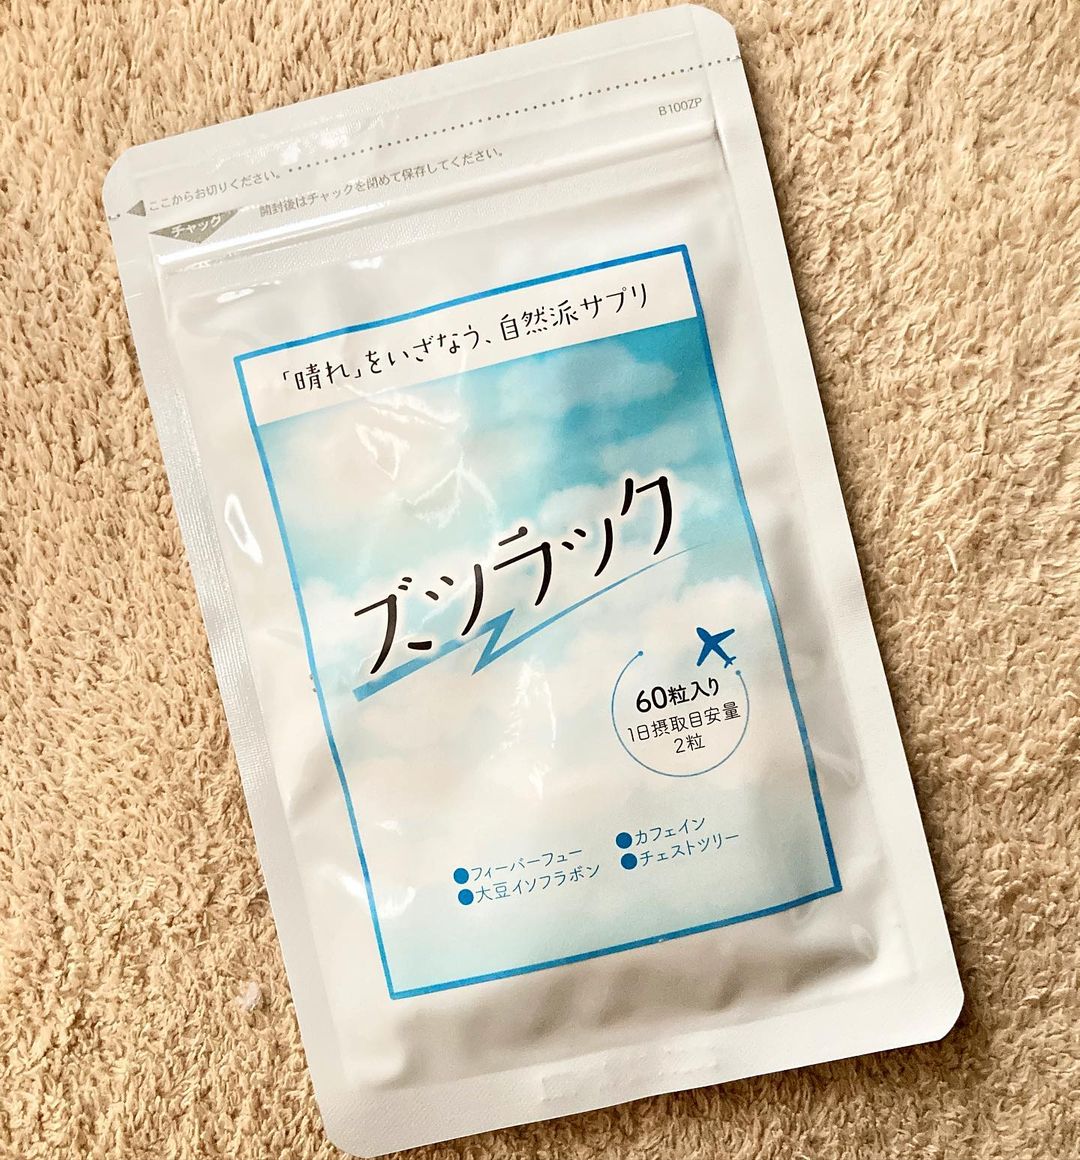 B100ZP
ここからお切りください。
開封後はチャックを閉めて保存してください。
チャック
「晴れ」をいざなう、自然派サプリ
ズツラック
60粒入り
1日摂取目安量
2粒
●フィーバーフュー
●カフェイン
●大豆イソフラボン
●チェストツリー